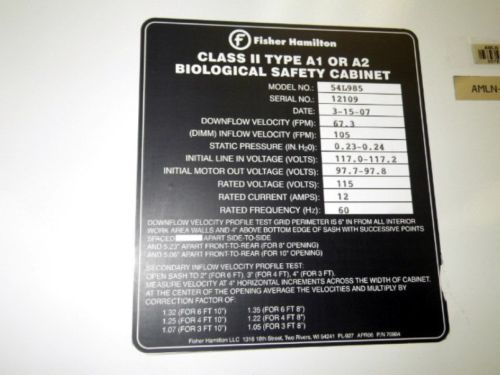 Fisher Hamilton
CLASS II TYPE A1 OR A2
BIOLOGICAL SAFETY CABINET
MODEL NO.: 54L985
SERIAL NO.: 12109
DATE: 3-15-07
DOWNFLOW VELOCITY (FPM): 67.3
(DIMM) INFLOW VELOCITY (FPM): 105
STATIC PRESSURE (IN. H20): 0.23-0.24
INITIAL LINE IN VOLTAGE (VOLTS): 117.0-117.2
INITIAL MOTOR OUT VOLTAGE (VOLTS): 97.7-97.8
RATED VOLTAGE (VOLTS): 115
RATED CURRENT (AMPS): 12
RATED FREQUENCY (Hz): 60
DOWNFLOW VELOCITY PROFILE TEST GRID PERIMETER IS 6" IN FROM ALL INTERIOR
WORK AREA WALLS AND 4" ABOVE BOTTOM EDGE OF SASH WITH SUCCESSIVE POINTS
SPACED APART SIDE-TO-SIDE
AND 5.23" APART FRONT-TO-REAR (FOR 8" OPENING)
AND 5.06" APART FRONT-TO-REAR (FOR 10" OPENING)
SECONDARY INFLOW VELOCITY PROFILE TEST:
OPEN SASH TO 2" (FOR 6 FT), 3" (FOR 4 FT), 4" (FOR 3 FT).
MEASURE VELOCITY AT 4" HORIZONTAL INCREMENTS ACROSS THE WIDTH OF CABINET.
AT THE CENTER OF THE OPENING AVERAGE THE VELOCITIES AND MULTIPLY BY
CORRECTION FACTOR OF:
1.32 (FOR 6 FT 10") 1.35 (FOR 6 FT 8")
1.25 (FOR 4 FT 10") 1.22 (FOR 4 FT 8")
1.07 (FOR 3 FT 10") 1.05 (FOR 3 FT 8")
Fisher Hamilton LLC 1316 18th Street, Two Rivers, WI 54241 PL-927 APR06
AMLN-